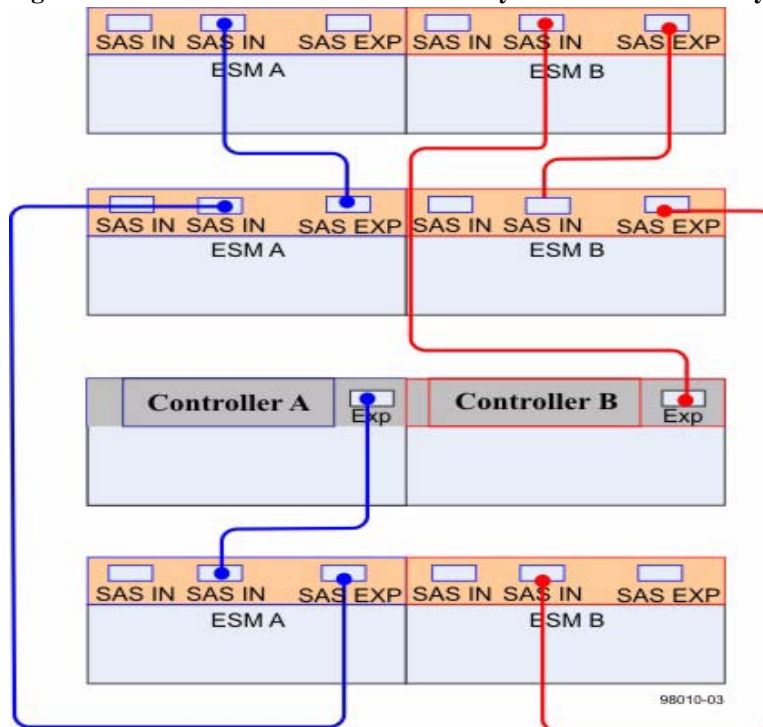 SAS IN SAS IN SAS EXP SAS IN SAS IN SAS EXP
ESM A ESM B
SAS IN SAS IN SAS EXP SAS IN SAS IN SAS EXP
ESM A ESM B
Controller A Exp Controller B Exp
SAS IN SAS IN SAS EXP SAS IN SAS IN SAS EXP
ESM A ESM B
98010-03